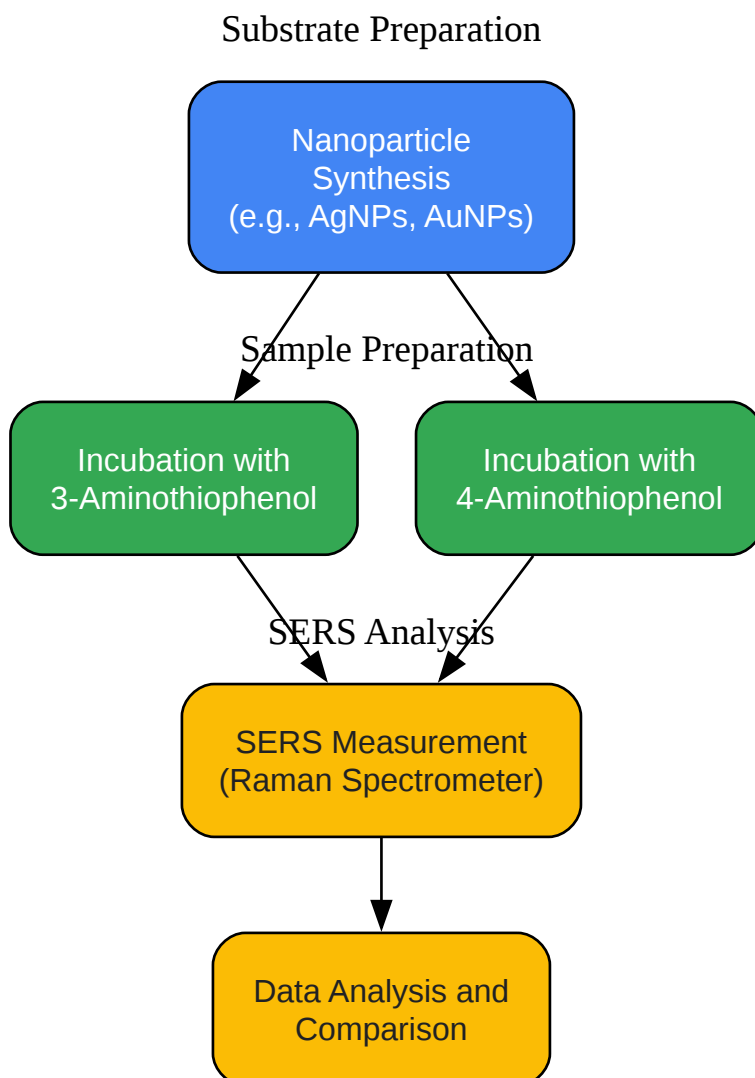 Substrate Preparation
Nanoparticle
Synthesis
(e.g., AgNPs, AuNPs)
Sample Preparation
Incubation with
3-Aminothiophenol
Incubation with
4-Aminothiophenol
SERS Analysis
SERS Measurement
(Raman Spectrometer)
Data Analysis and
Comparison